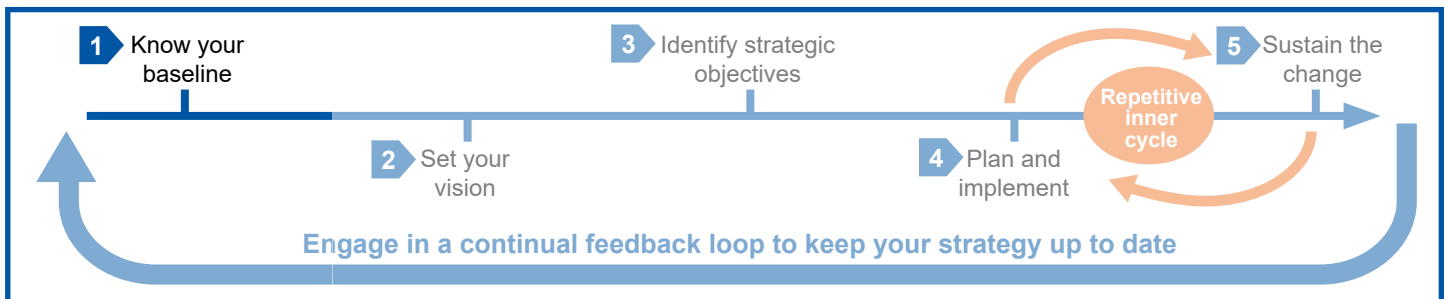 1 Know your
baseline
2 Set your
vision
3 Identify strategic
objectives
4 Plan and
implement
Repetitive
inner
cycle
5 Sustain the
change
Engage in a continual feedback loop to keep your strategy up to date